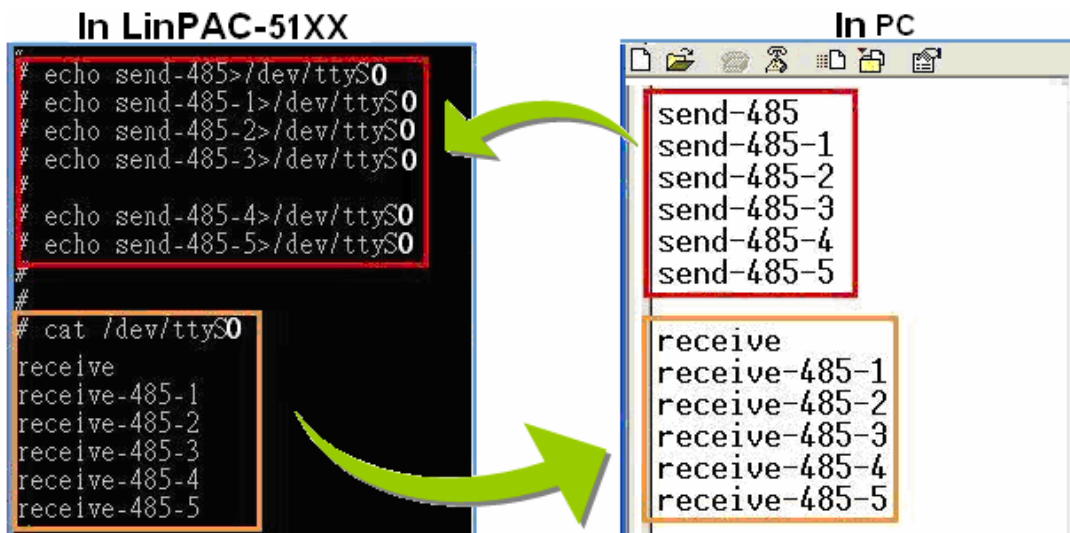 In LinPAC-51XX
#
# echo send-485>/dev/ttyS0
# echo send-485-1>/dev/ttyS0
# echo send-485-2>/dev/ttyS0
# echo send-485-3>/dev/ttyS0
#
# echo send-485-4>/dev/ttyS0
# echo send-485-5>/dev/ttyS0
#
#
# cat /dev/ttyS0
receive
receive-485-1
receive-485-2
receive-485-3
receive-485-4
receive-485-5
In PC
send-485
send-485-1
send-485-2
send-485-3
send-485-4
send-485-5
receive
receive-485-1
receive-485-2
receive-485-3
receive-485-4
receive-485-5